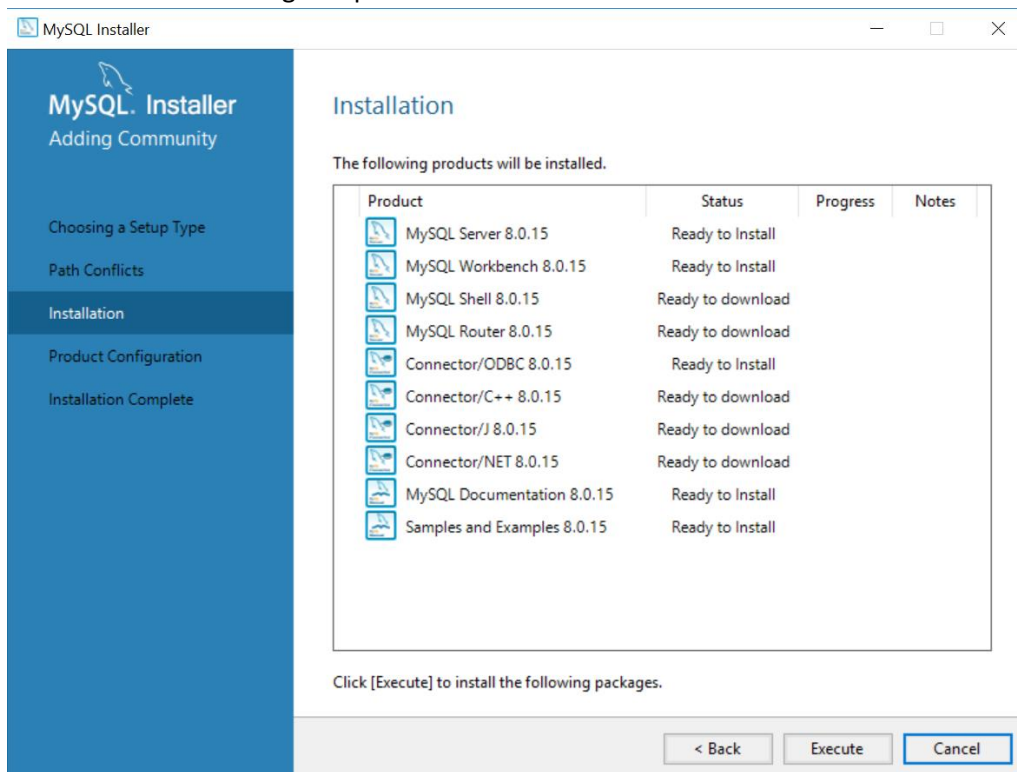 MySQL Installer
MySQL. Installer
Adding Community
Choosing a Setup Type
Path Conflicts
Installation
Product Configuration
Installation Complete
Installation
The following products will be installed.
Product Status Progress Notes
MySQL Server 8.0.15 Ready to Install
MySQL Workbench 8.0.15 Ready to Install
MySQL Shell 8.0.15 Ready to download
MySQL Router 8.0.15 Ready to download
Connector/ODBC 8.0.15 Ready to Install
Connector/C++ 8.0.15 Ready to download
Connector/J 8.0.15 Ready to download
Connector/NET 8.0.15 Ready to download
MySQL Documentation 8.0.15 Ready to Install
Samples and Examples 8.0.15 Ready to Install
Click [Execute] to install the following packages.
< Back Execute Cancel